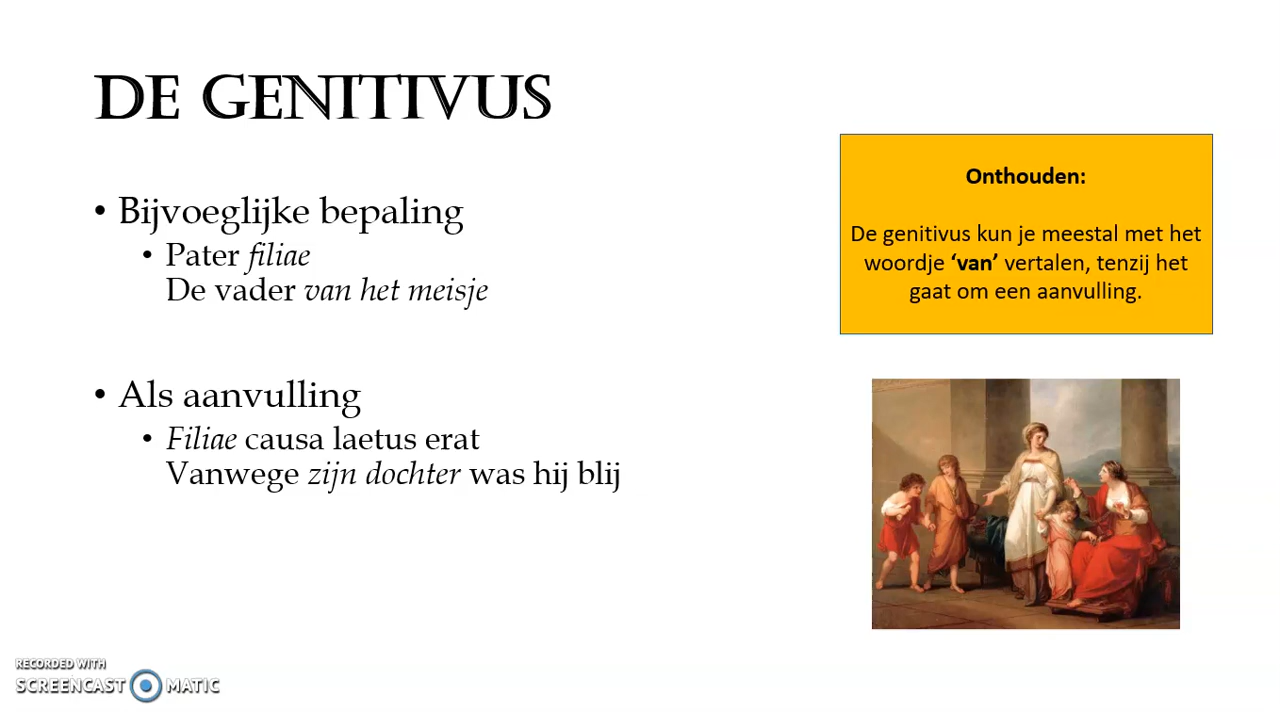 DE GENITIVUS
• Bijvoeglijke bepaling
• Pater filiae
De vader van het meisje
• Als aanvulling
• Filiae causa laetus erat
Vanwege zijn dochter was hij blij
Onthouden:
De genitivus kun je meestal met het
woordje ‘van’ vertalen, tenzij het
gaat om een aanvulling.
RECORDED WITH
SCREENCAST MATIC